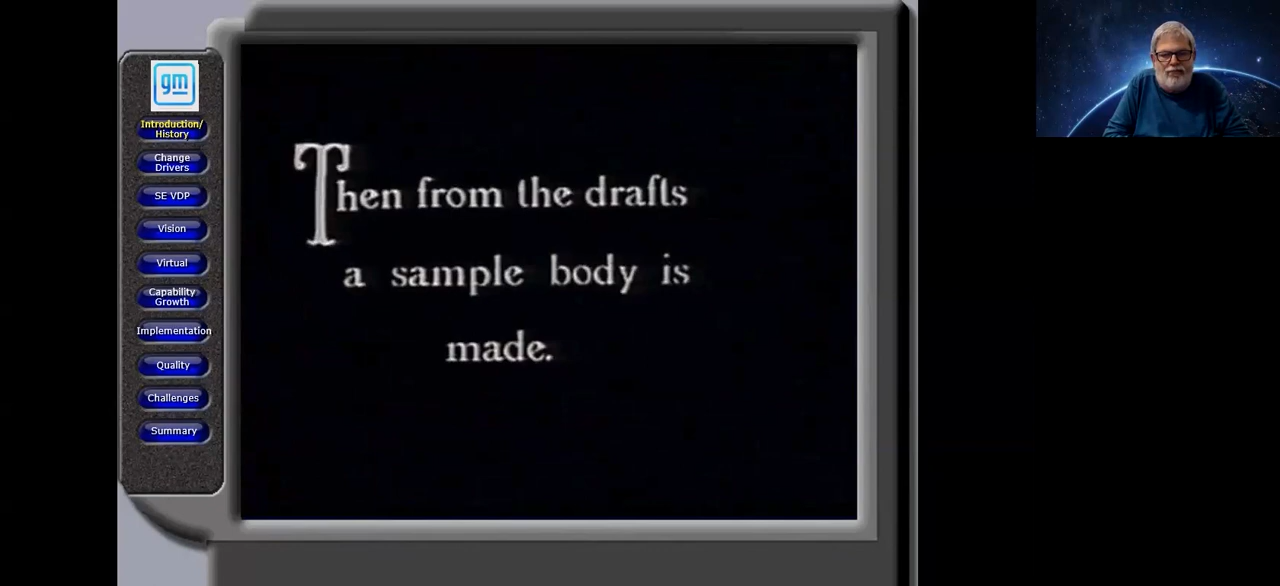 gm
Introduction/
History
Change
Drivers
SE VDP
Vision
Virtual
Capability
Growth
Implementation
Quality
Challenges
Summary
Then from the drafts
a sample body is
made.